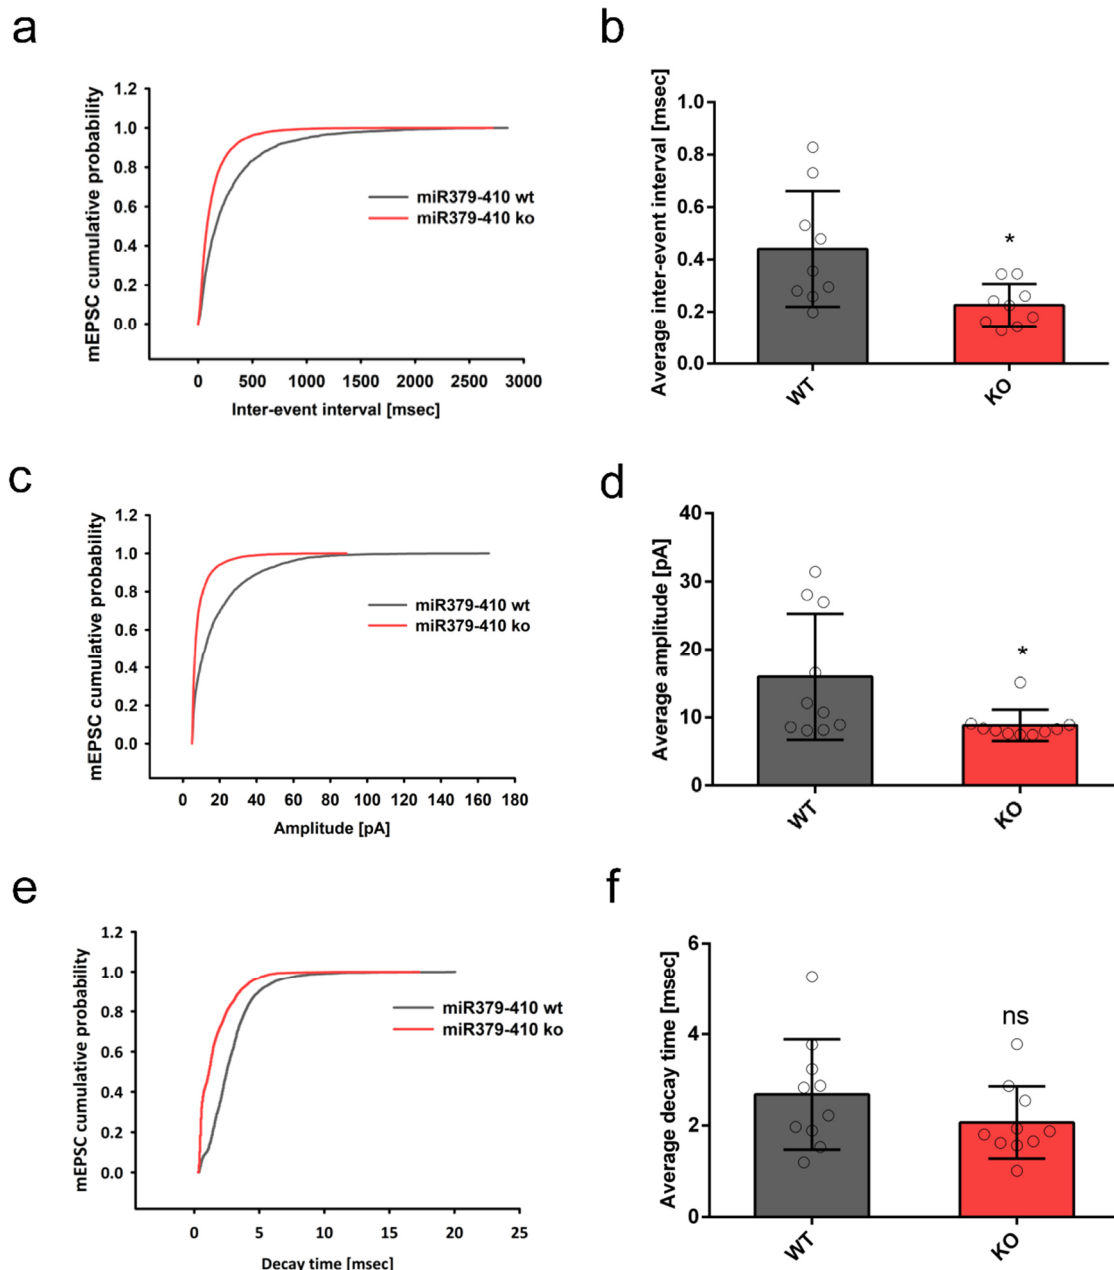 a
mEPSC cumulative probability
1.2
1.0
0.8
0.6
0.4
0.2
0.0
miR379-410 wt
miR379-410 ko
0 500 1000 1500 2000 2500 3000
Inter-event interval [msec]
b
Average inter-event interval [msec]
1.0
0.8
0.6
0.4
0.2
0.0
*
WT KO
c
mEPSC cumulative probability
1.2
1.0
0.8
0.6
0.4
0.2
0.0
miR379-410 wt
miR379-410 ko
0 20 40 60 80 100 120 140 160 180
Amplitude [pA]
d
Average amplitude [pA]
40
30
20
10
0
*
WT KO
e
mEPSC cumulative probability
1.2
1.0
0.8
0.6
0.4
0.2
0.0
miR379-410 wt
miR379-410 ko
0 5 10 15 20 25
Decay time [msec]
f
Average decay time [msec]
6
4
2
0
ns
WT KO